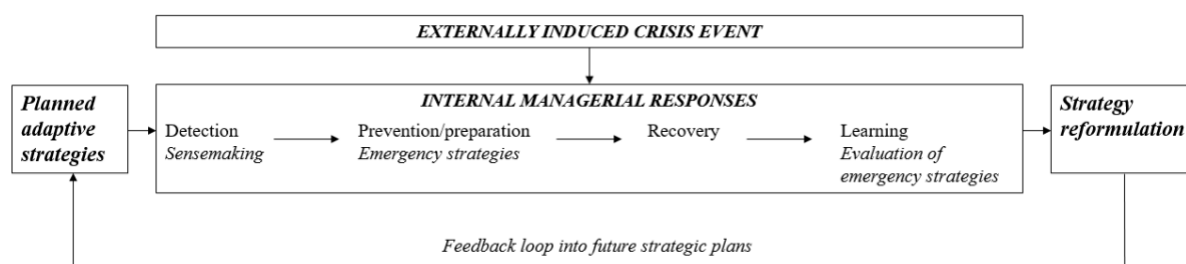 EXTERNALLY INDUCED CRISIS EVENT
Planned
adaptive
strategies
INTERNAL MANAGERIAL RESPONSES
Detection
Sensemaking
Prevention/preparation
Emergency strategies
Recovery
Learning
Evaluation of
emergency strategies
Strategy
reformulation
Feedback loop into future strategic plans